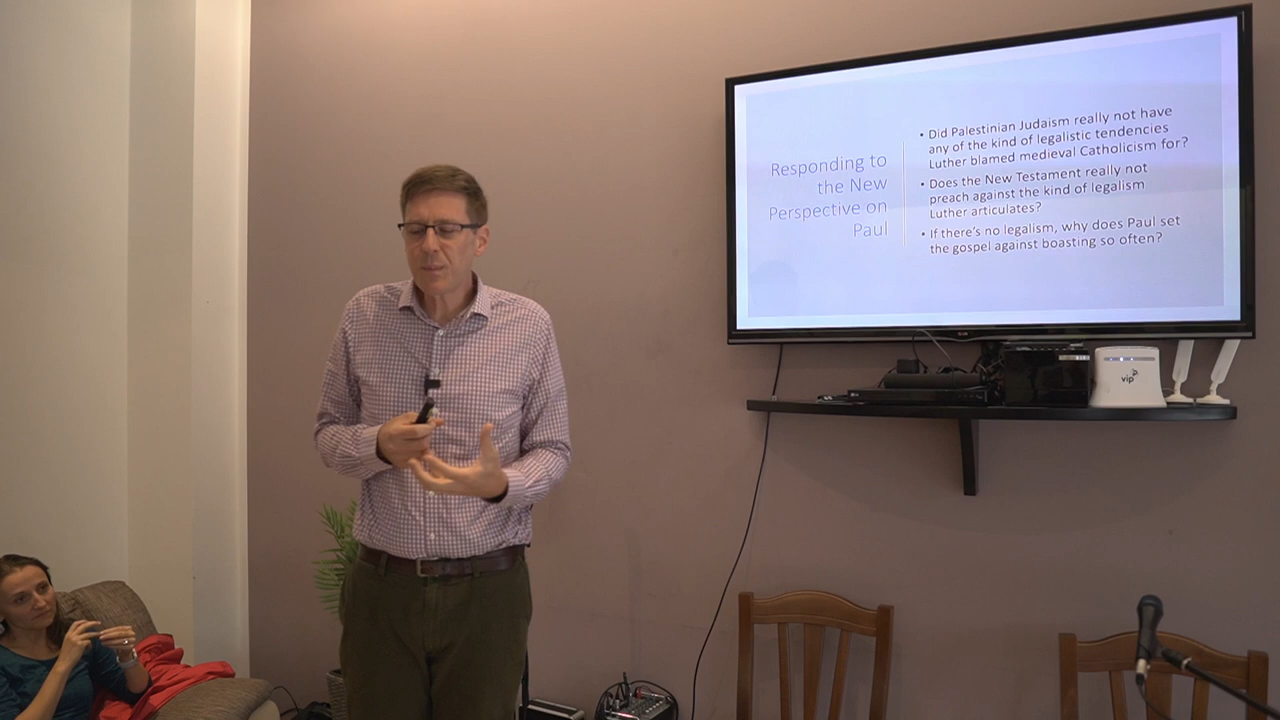 Responding to
the New
Perspective on
Paul
• Did Palestinian Judaism really not have
any of the kind of legalistic tendencies
Luther blamed medieval Catholicism for?
• Does the New Testament really not
preach against the kind of legalism
Luther articulates?
• If there's no legalism, why does Paul set
the gospel against boasting so often?
vip